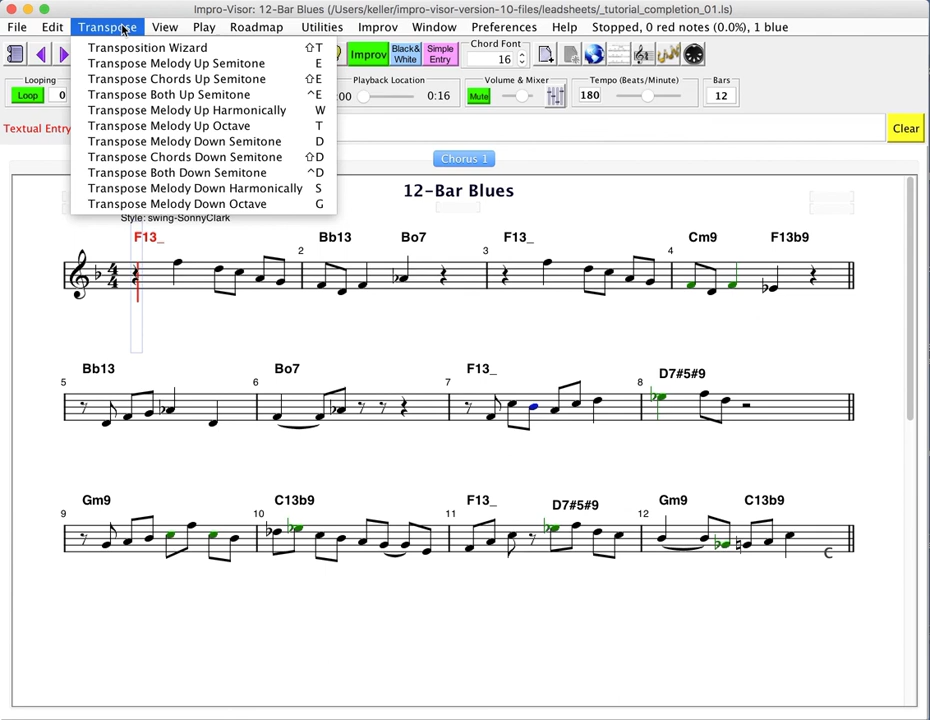 Impro-Visor: 12-Bar Blues (/Users/keller/impro-visor-version-10-files/leadsheets/_tutorial_completion_01.ls)
File Edit Transpose View Play Roadmap Utilities Improv Window Preferences Help Stopped, 0 red notes (0.0%), 1 blue
Transposition Wizard ⇧T
Transpose Melody Up Semitone E
Transpose Chords Up Semitone ⇧E
Transpose Both Up Semitone ^E
Transpose Melody Up Harmonically W
Transpose Melody Up Octave T
Transpose Melody Down Semitone D
Transpose Chords Down Semitone ⇧D
Transpose Both Down Semitone ^D
Transpose Melody Down Harmonically S
Transpose Melody Down Octave G
Improv Black& White Simple Entry Chord Font 16
Looping Playback Location Volume & Mixer Tempo (Beats/Minute) Bars
Loop 0 :00 0:16 Mute 180 12
Textual Entry Clear
Chorus 1
12-Bar Blues
Style: swing-SonnyClark
F13_ Bb13 Bo7 F13_ Cm9 F13b9
2 3 4
4
4
Bb13 Bo7 F13_ D7#5#9
5 6 7 8
Gm9 C13b9 F13_ D7#5#9 Gm9 C13b9
9 10 11 12
C